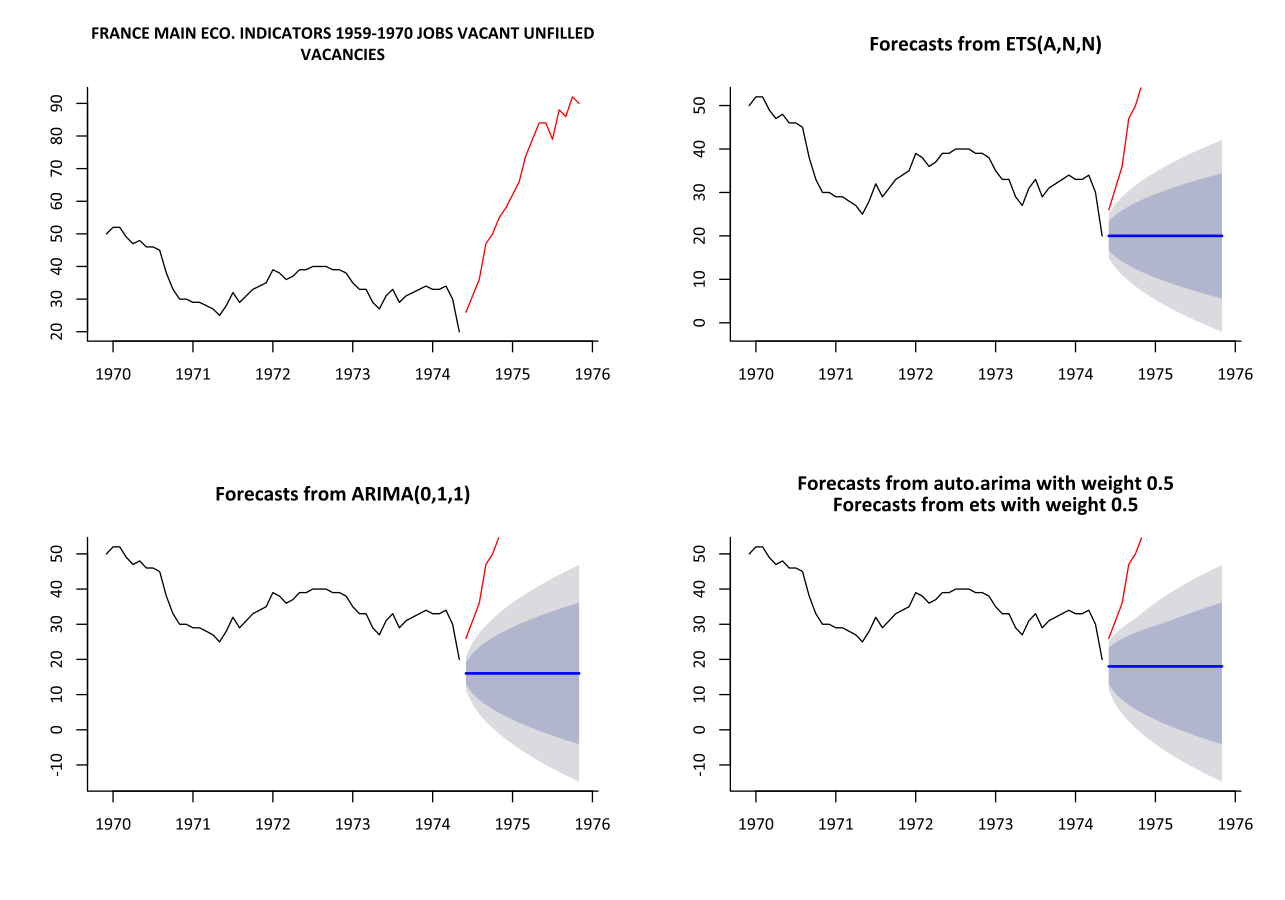 FRANCE MAIN ECO. INDICATORS 1959-1970 JOBS VACANT UNFILLED
VACANCIES
90
80
70
60
50
40
30
20
1970 1971 1972 1973 1974 1975 1976
Forecasts from ETS(A,N,N)
50
40
30
20
10
0
1970 1971 1972 1973 1974 1975 1976
Forecasts from ARIMA(0,1,1)
50
40
30
20
10
0
-10
1970 1971 1972 1973 1974 1975 1976
Forecasts from auto.arima with weight 0.5
Forecasts from ets with weight 0.5
50
40
30
20
10
0
-10
1970 1971 1972 1973 1974 1975 1976